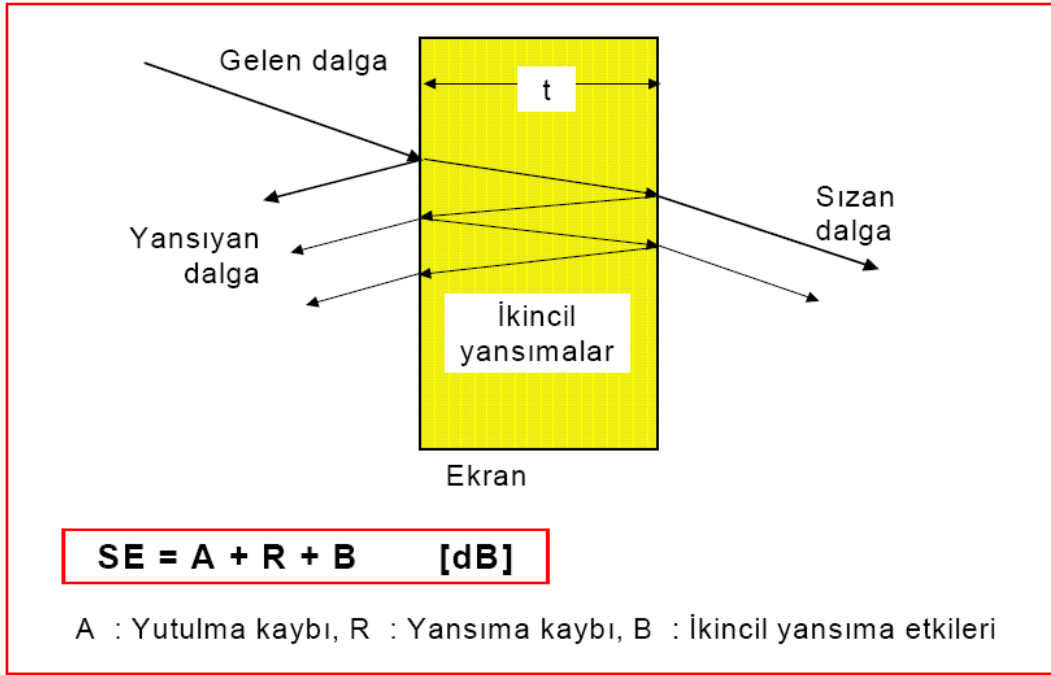 Gelen dalga
t
Sızan
dalga
Yansıyan
dalga
İkincil
yansımalar
Ekran
SE = A + R + B [dB]
A : Yutulma kaybı, R : Yansıma kaybı, B : İkincil yansıma etkileri